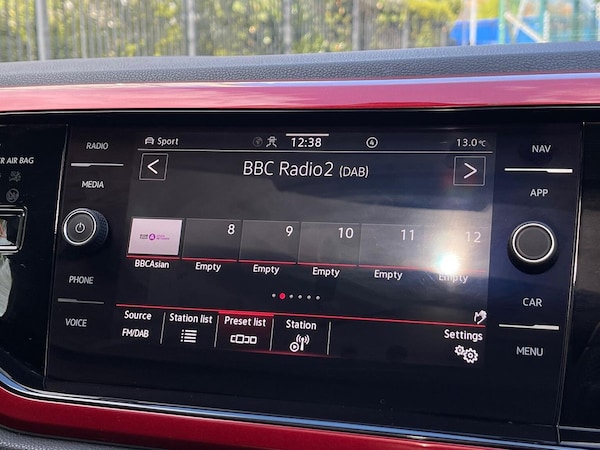 R AIR BAG
RADIO
MEDIA
PHONE
VOICE
Sport
12:38
4
13.0°C
BBC Radio2 (DAB)
8
9
10
11
12
BBCAsian
Empty
Empty
Empty
Empty
Empty
Source
FM/DAB
Station list
Preset list
Station
Settings
NAV
APP
CAR
MENU